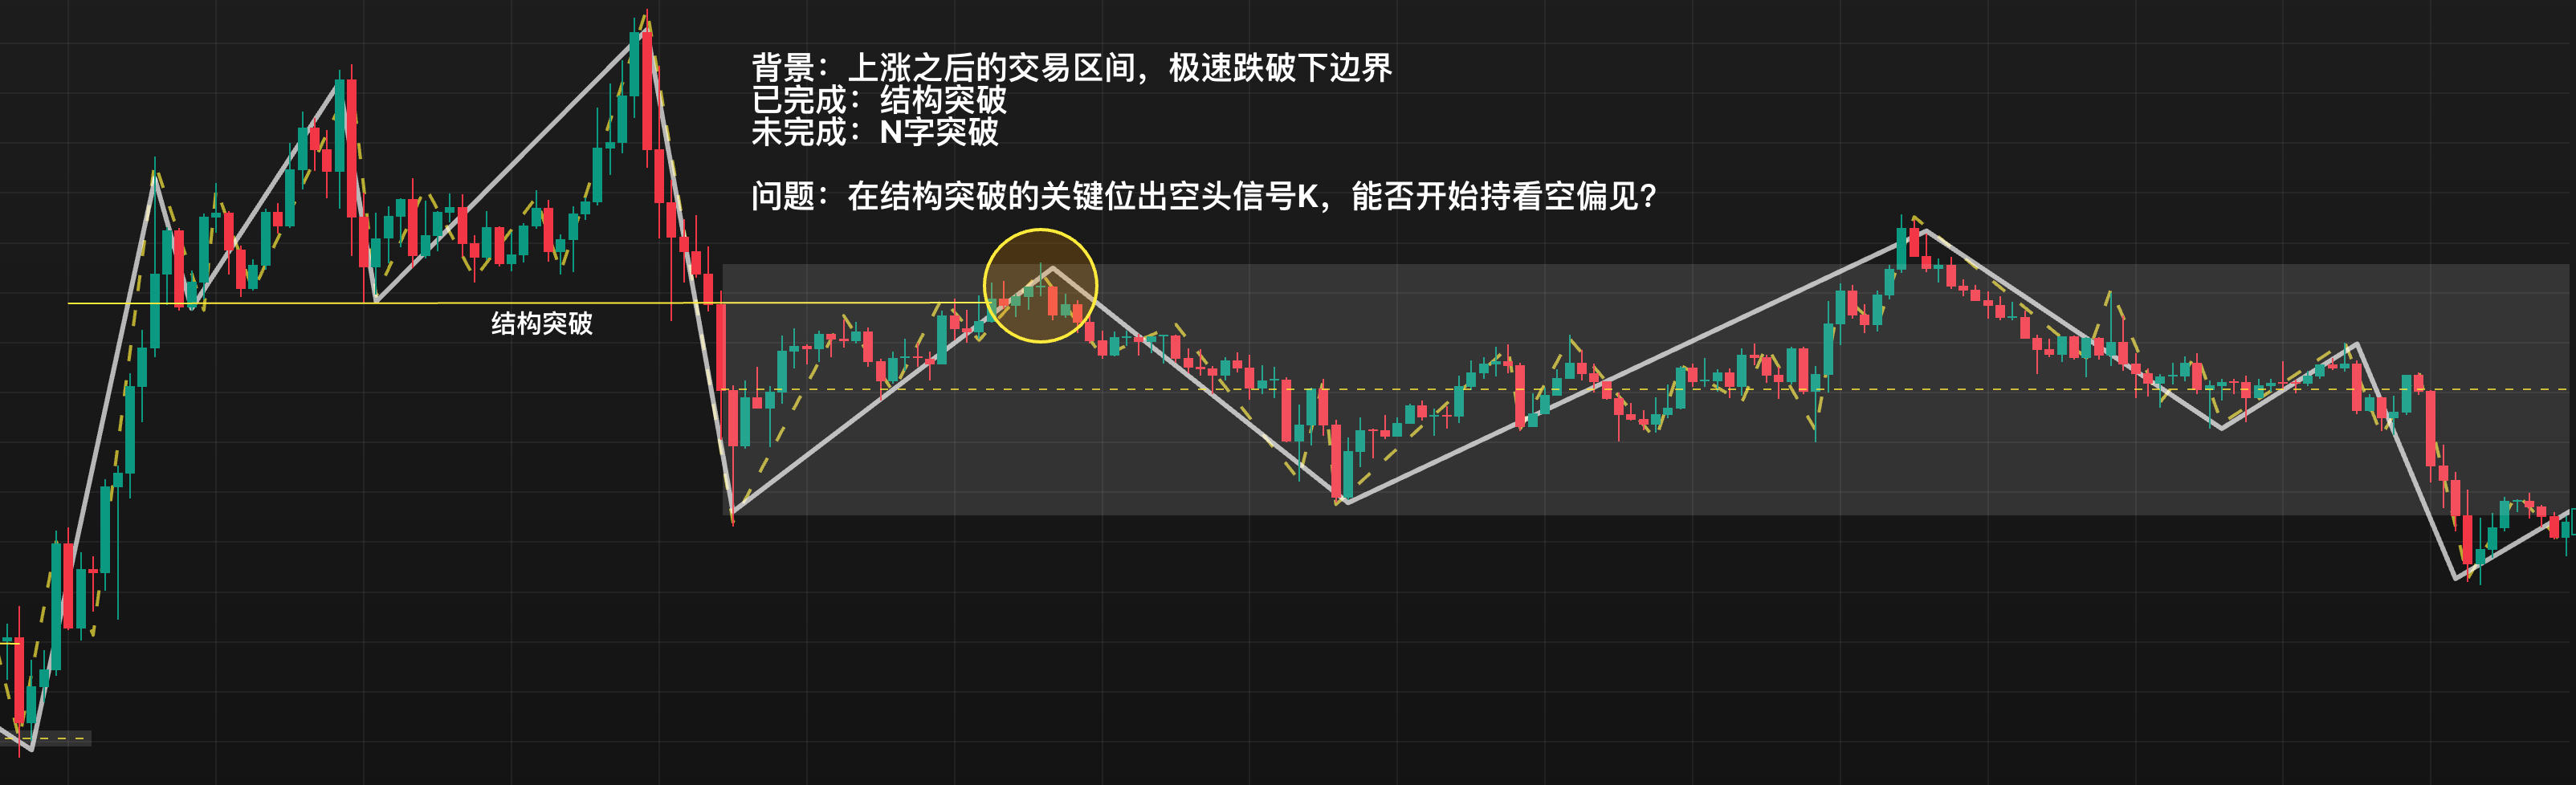 背景：上涨之后的交易区间，极速跌破下边界
已完成：结构突破
未完成：N字突破
问题：在结构突破的关键位出空头信号K，能否开始持看空偏见？
结构突破